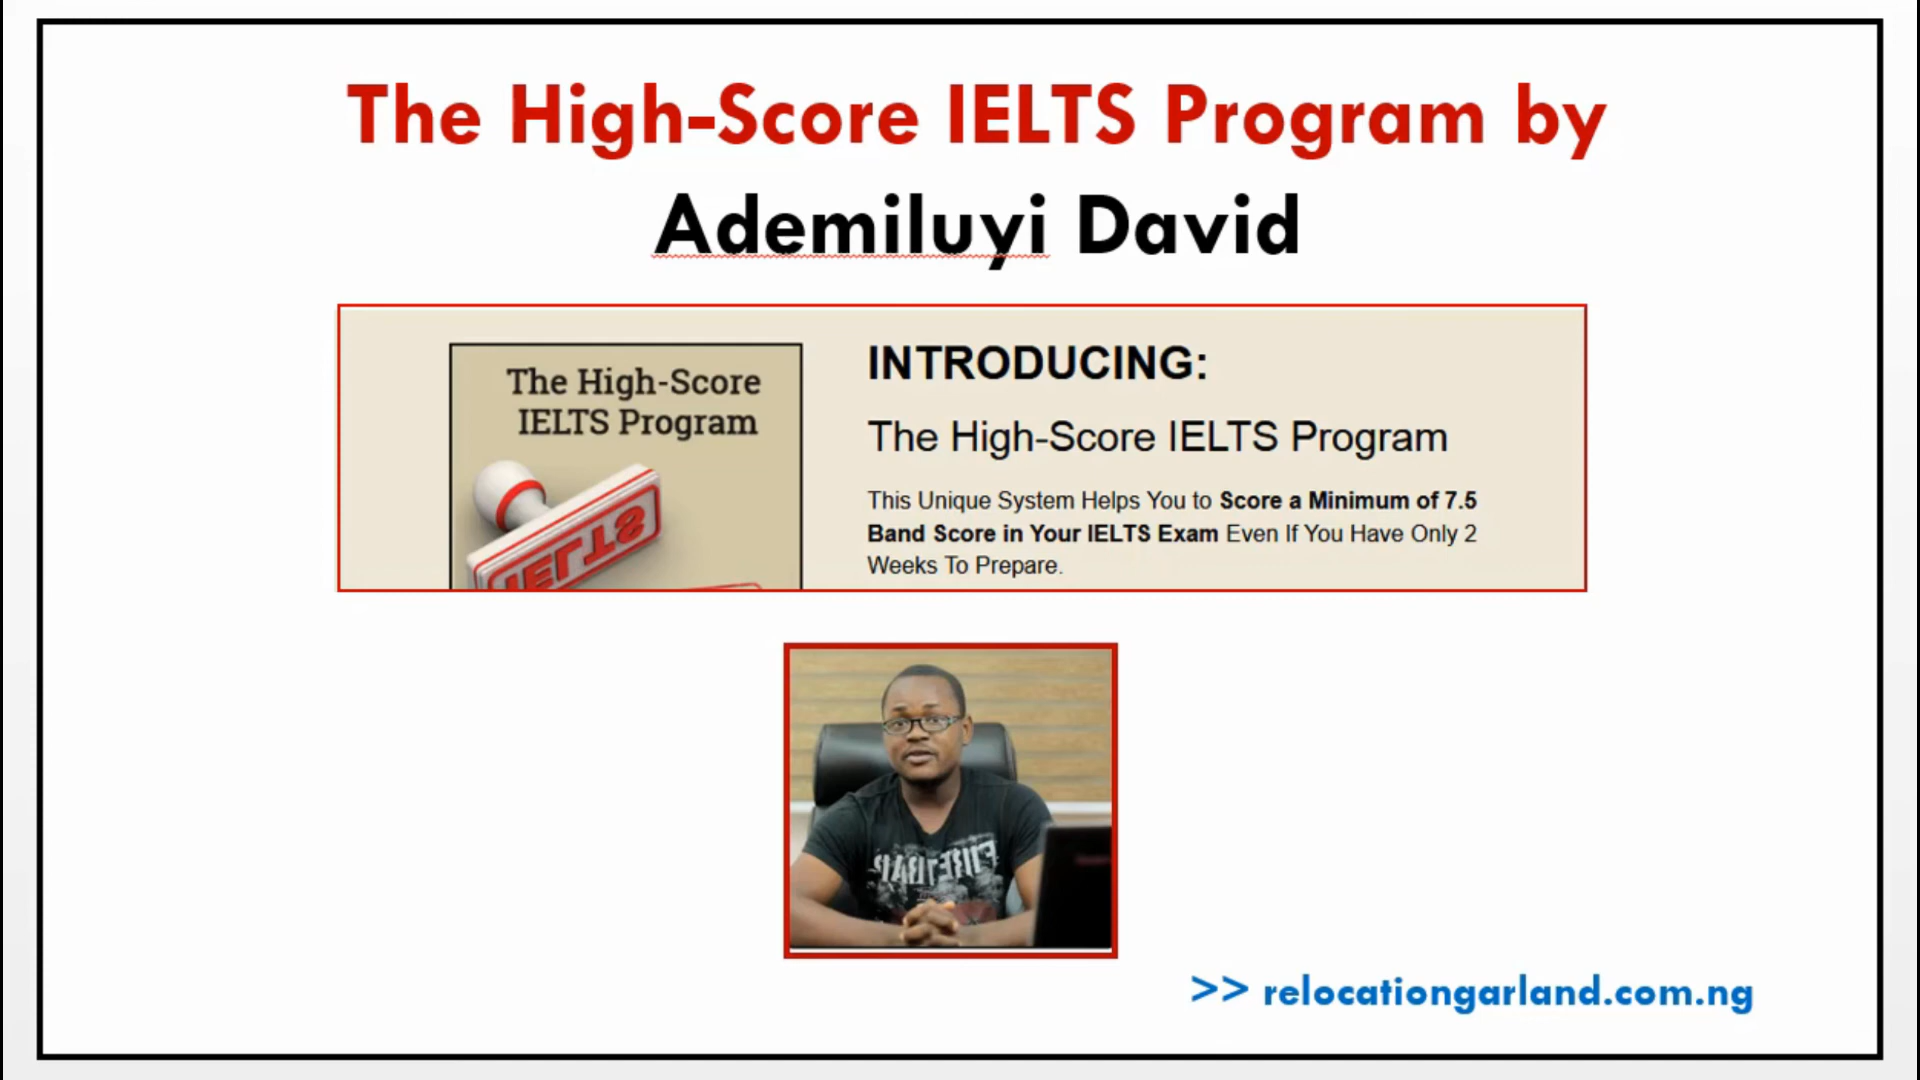 The High-Score IELTS Program by
Ademiluyi David
The High-Score
IELTS Program
IELTS
INTRODUCING:
The High-Score IELTS Program
This Unique System Helps You to Score a Minimum of 7.5
Band Score in Your IELTS Exam Even If You Have Only 2
Weeks To Prepare.
FIRETRAP
>> relocationgarland.com.ng